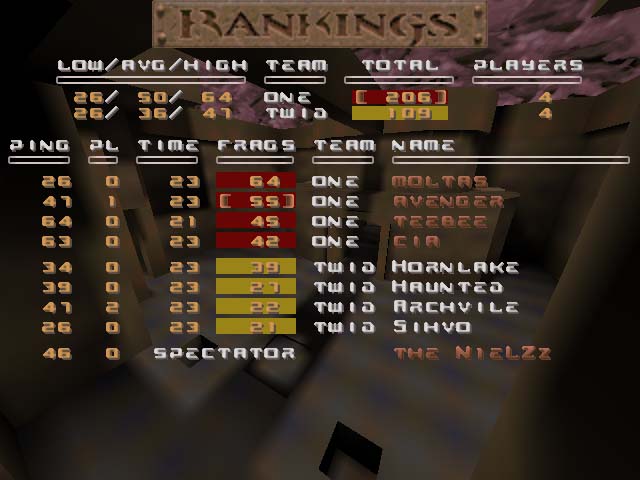 RANKINGS
LOW/AVG/HIGH TEAM TOTAL PLAYERS
26/ 50/ 64 ONE [ 206] 4
26/ 36/ 47 TWID 109 4
PING PL TIME FRAGS TEAM NAME
26 0 23 64 ONE MOLTAS
47 1 23 [ 55] ONE AVENGER
64 0 21 45 ONE TEEBEE
63 0 23 42 ONE CIA
34 0 23 39 TWID HORNLAKE
39 0 23 27 TWID HAUNTED
47 2 23 22 TWID ARCHVILE
26 0 23 21 TWID SIHVO
46 0 SPECTATOR THE N1ELZz